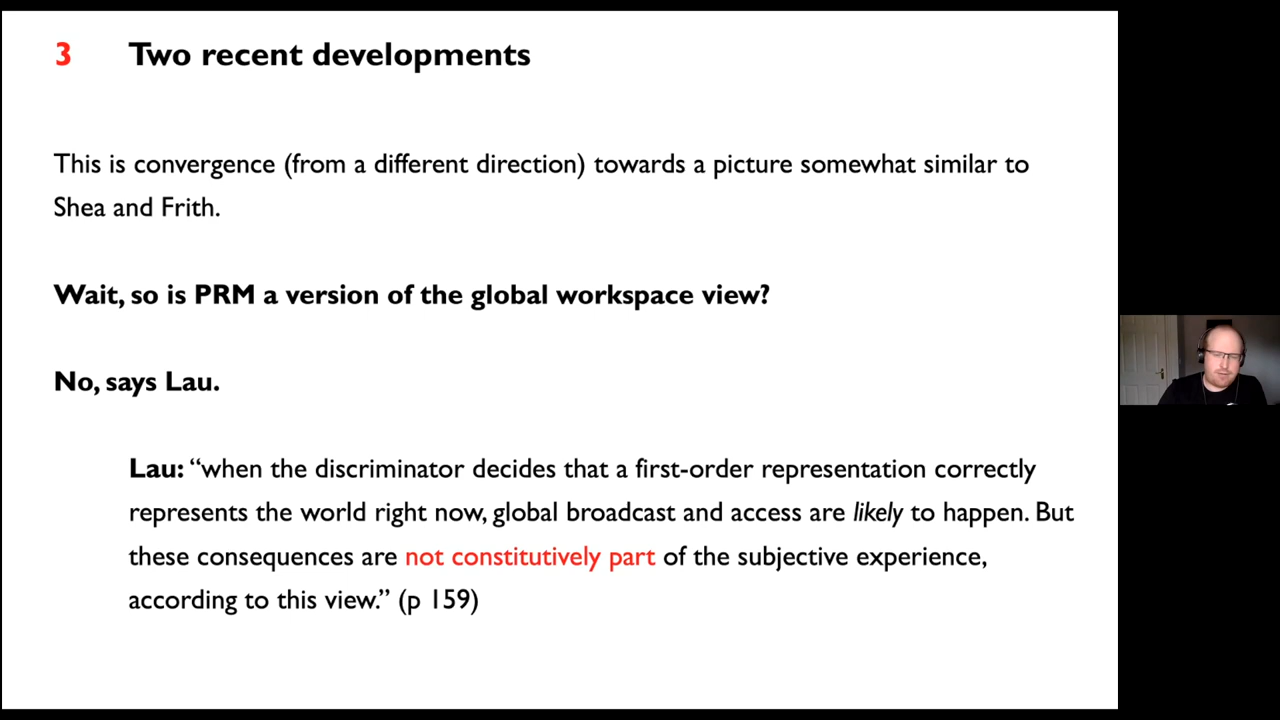 3 Two recent developments
This is convergence (from a different direction) towards a picture somewhat similar to
Shea and Frith.
Wait, so is PRM a version of the global workspace view?
No, says Lau.
Lau: “when the discriminator decides that a first-order representation correctly
represents the world right now, global broadcast and access are likely to happen. But
these consequences are not constitutively part of the subjective experience,
according to this view.” (p 159)